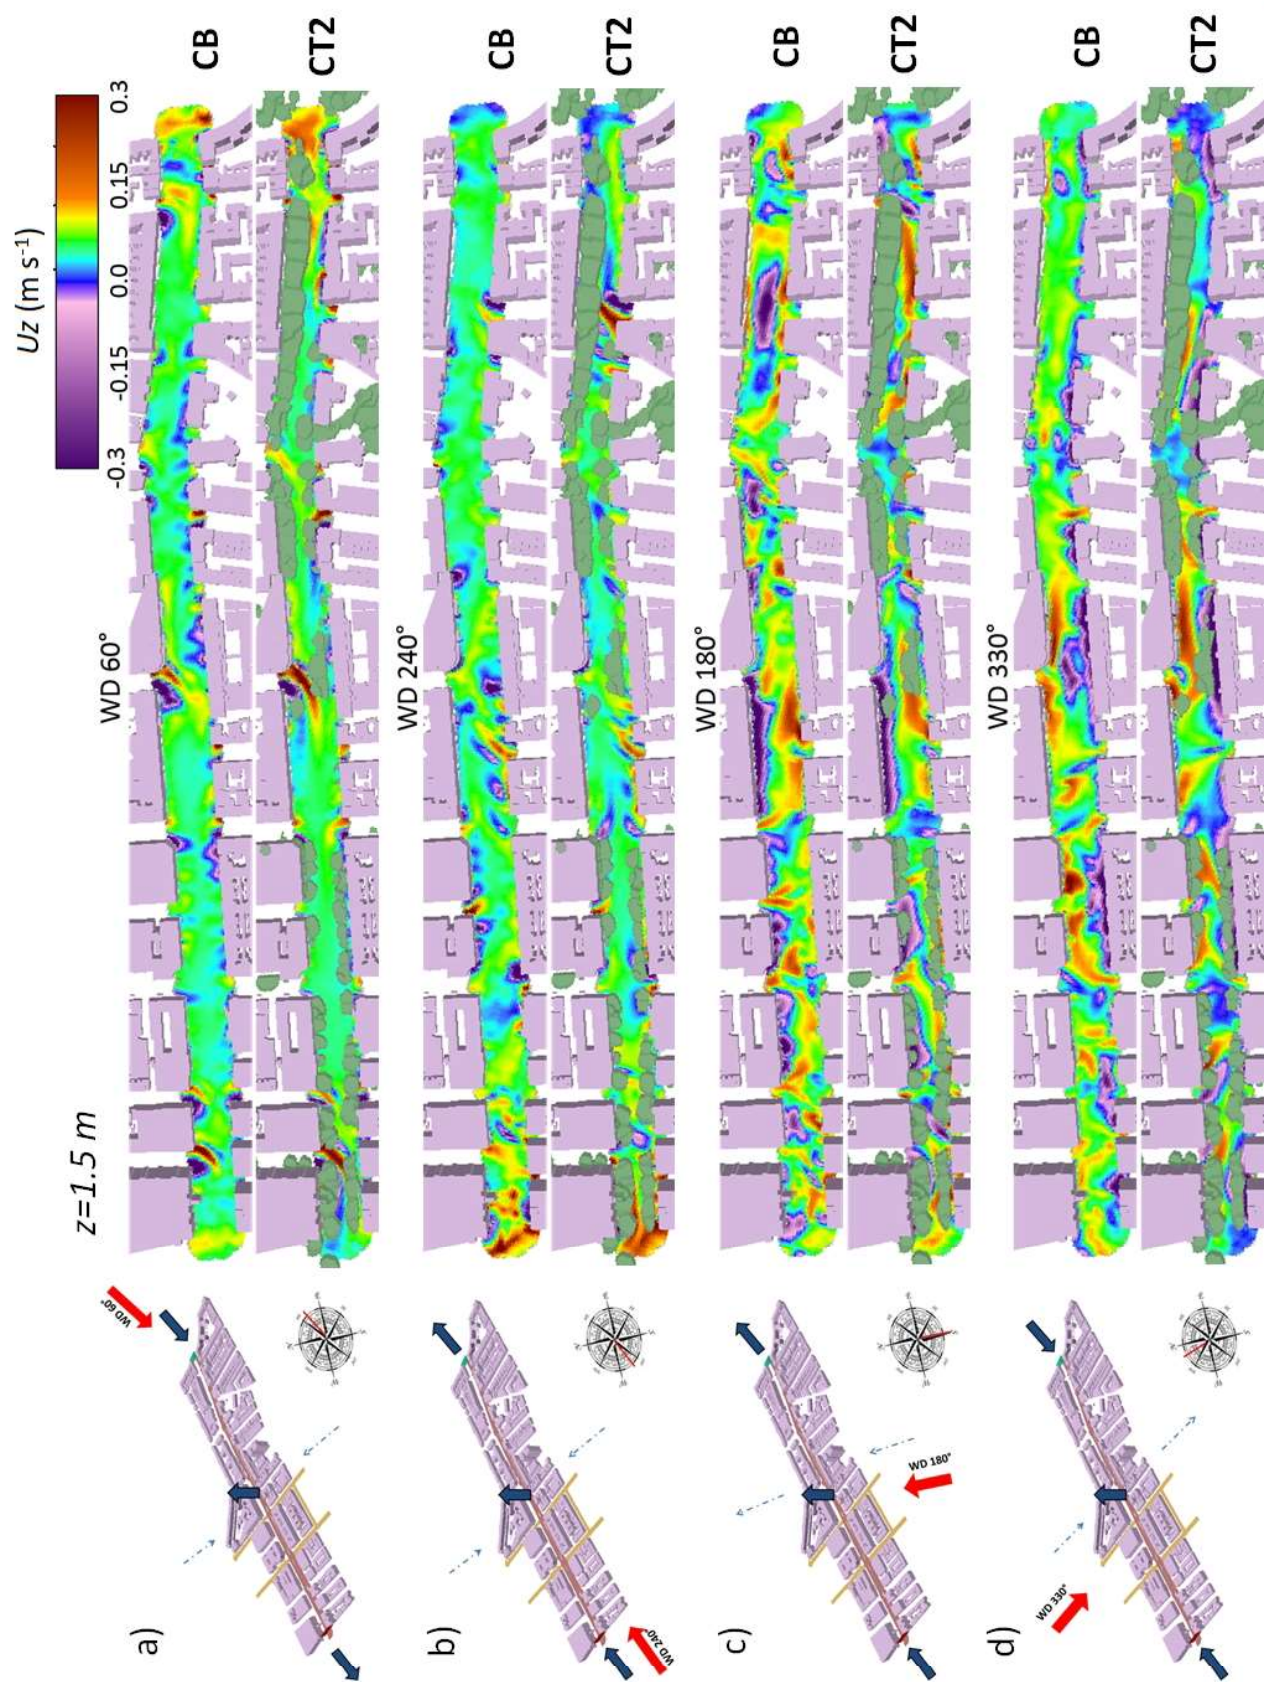 z=1.5 m
Uz (m s⁻¹)
-0.3
-0.15
0.0
0.15
0.3
a)
WD 60°
WD 60°
CB
CT2
b)
WD 240°
WD 240°
CB
CT2
c)
WD 180°
WD 180°
CB
CT2
d)
WD 330°
WD 330°
CB
CT2